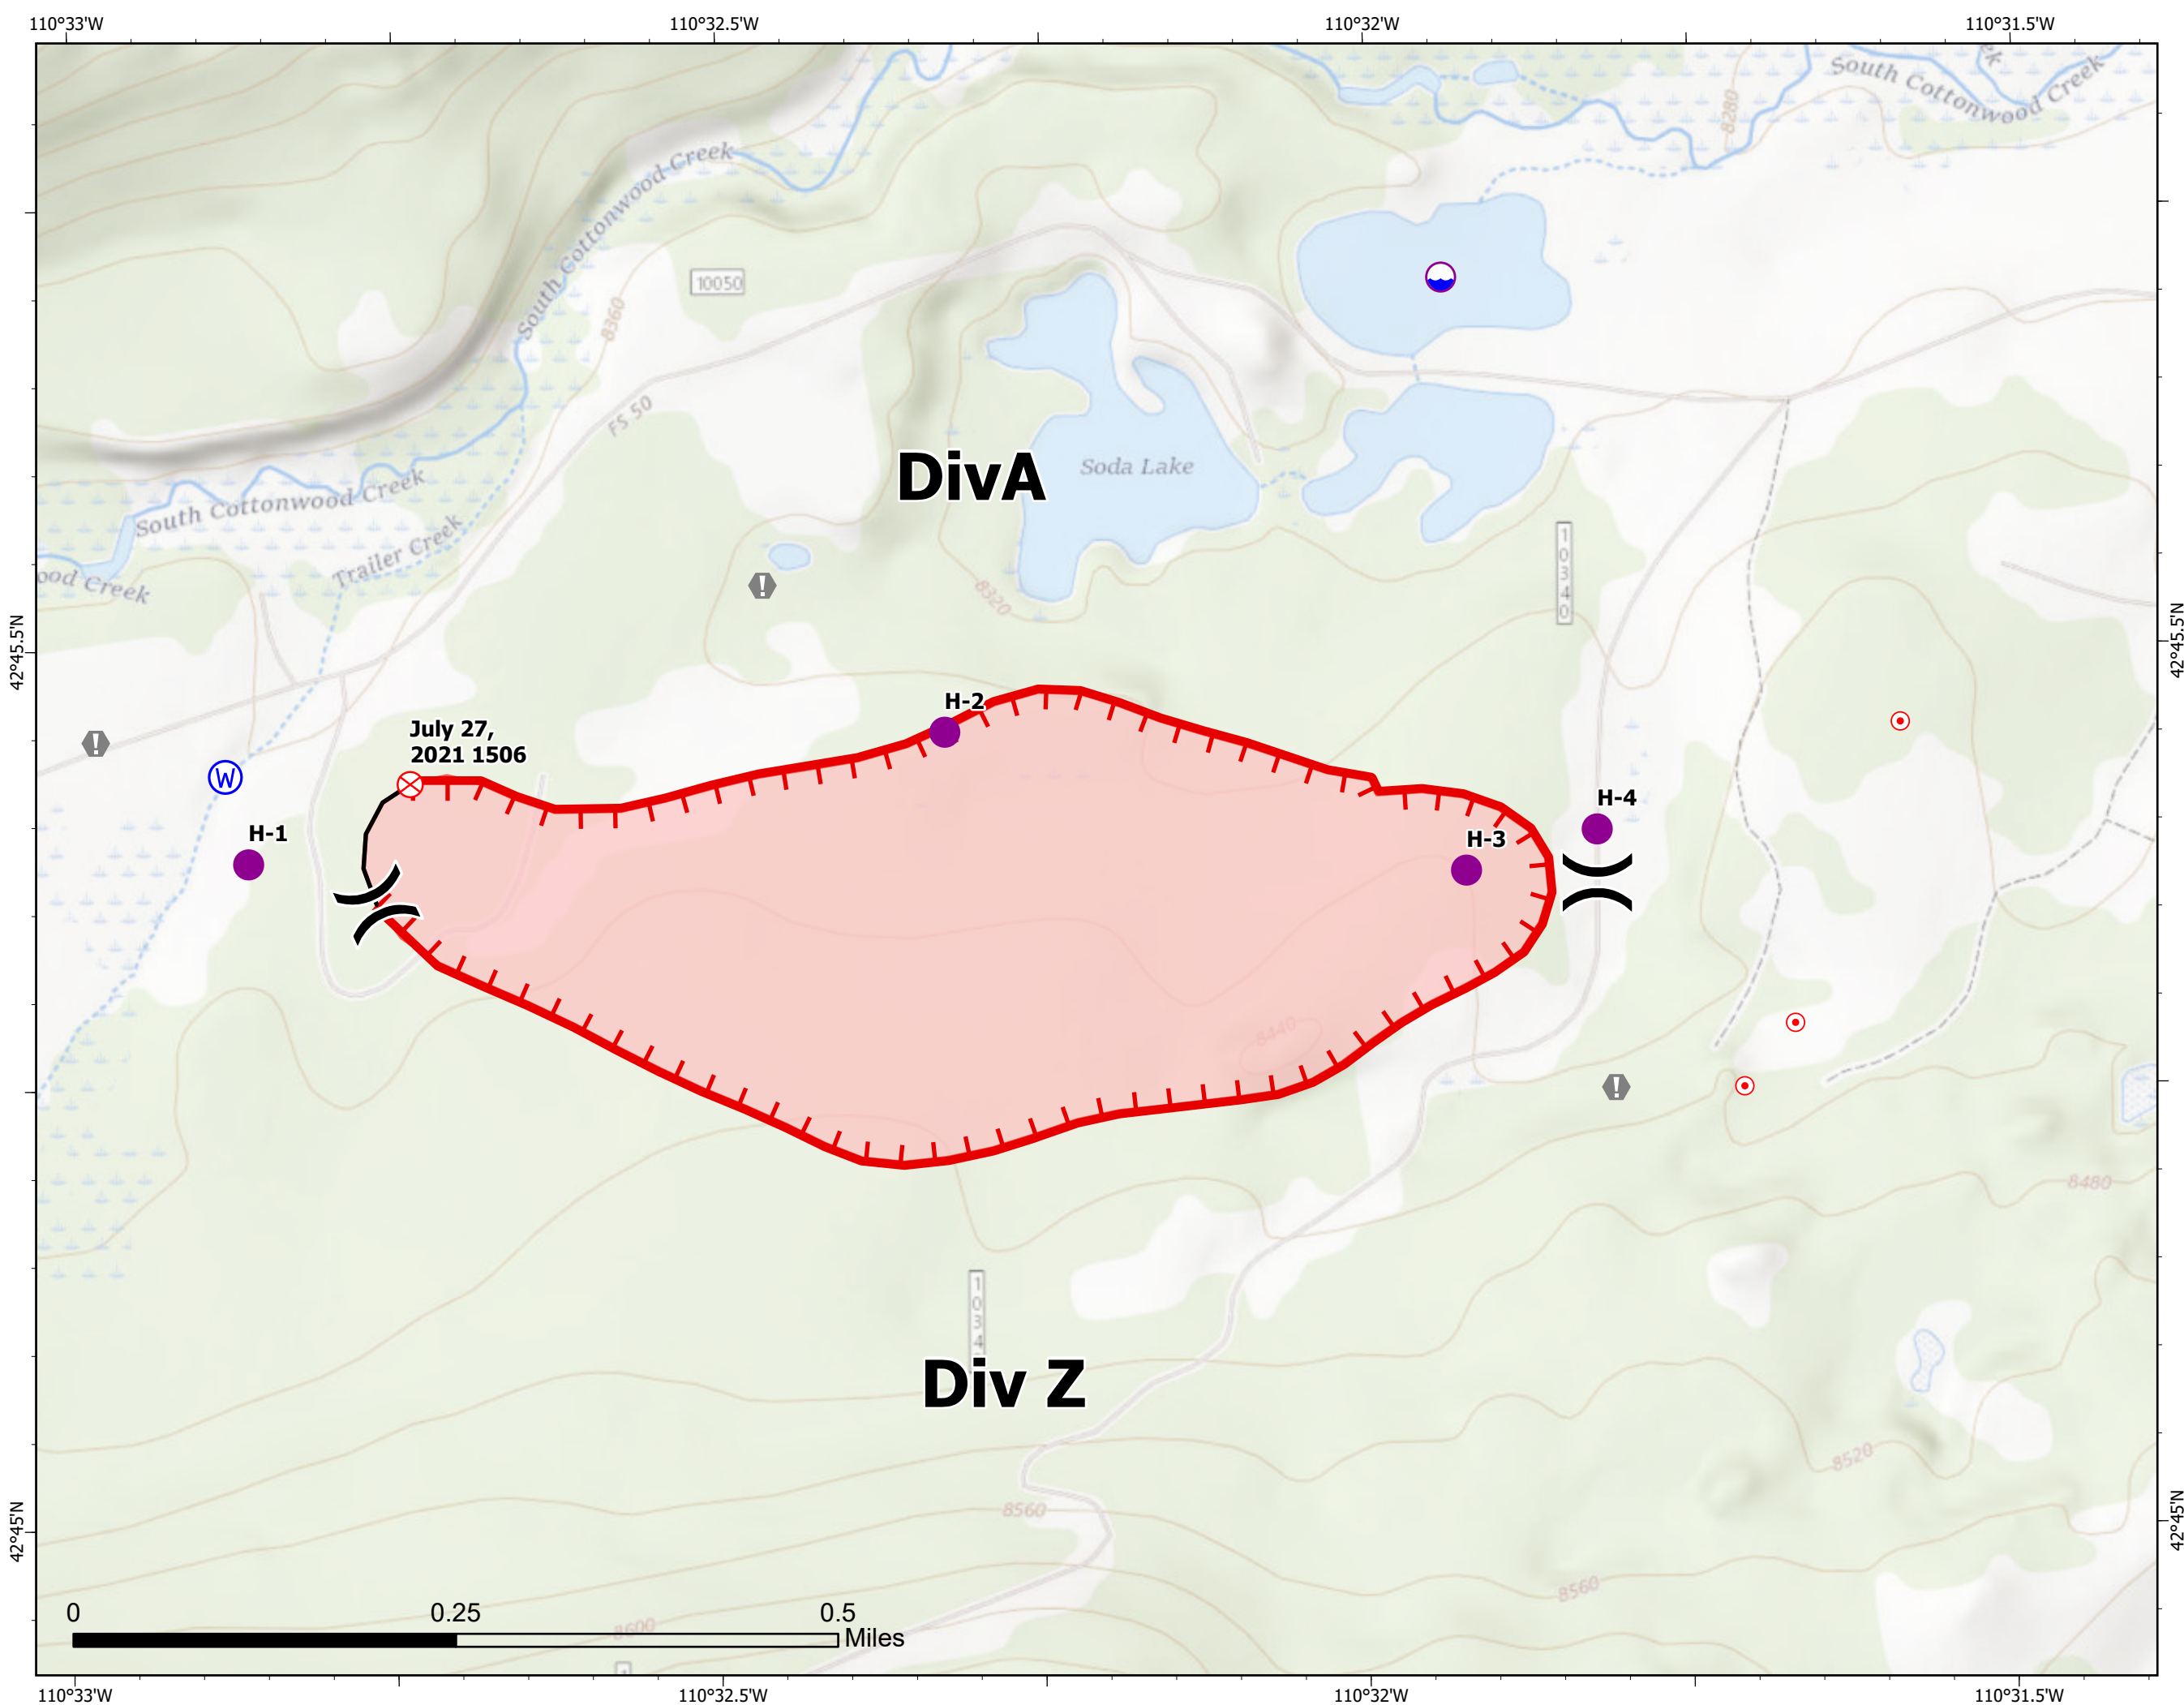 110°33'W
110°32.5'W
110°32'W
110°31.5'W
South Cottonwood Creek
ek
8280
South Cottonwood Creek
10050
8360
FS 50
DivA
Soda Lake
South Cottonwood Creek
Trailer Creek
ood Creek
8320
10340
42°45.5'N
42°45.5'N
H-2
July 27,
2021 1506
H-1
H-4
H-3
8440
8480
1034
Div Z
8520
8560
8560
42°45'N
42°45'N
0 0.25 0.5
Miles
8600
110°33'W
110°32.5'W
110°32'W
110°31.5'W
W
!
!
!